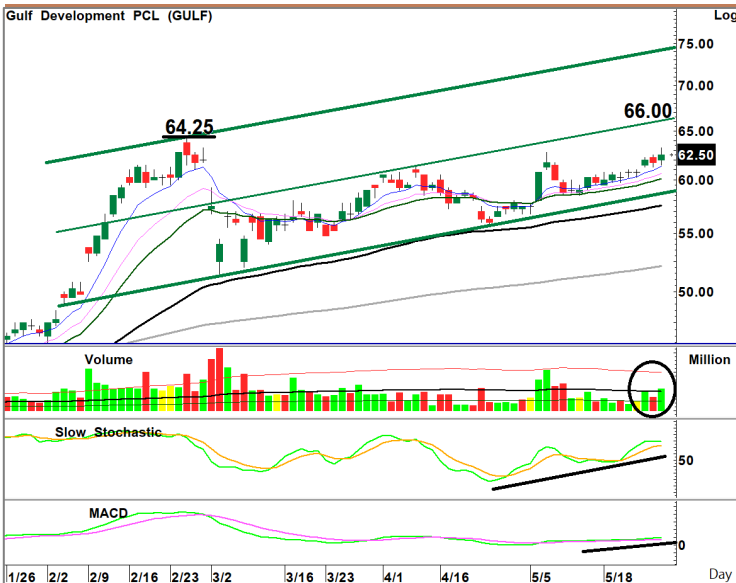 Gulf Development PCL (GULF)
Log
75.00
70.00
66.00
64.25
65.00
62.50
60.00
55.00
50.00
Volume
Million
Slow Stochastic
50
MACD
0
1/26 2/2 2/9 2/16 2/23 3/2 3/16 3/23 4/1 4/16 5/5 5/18 Day